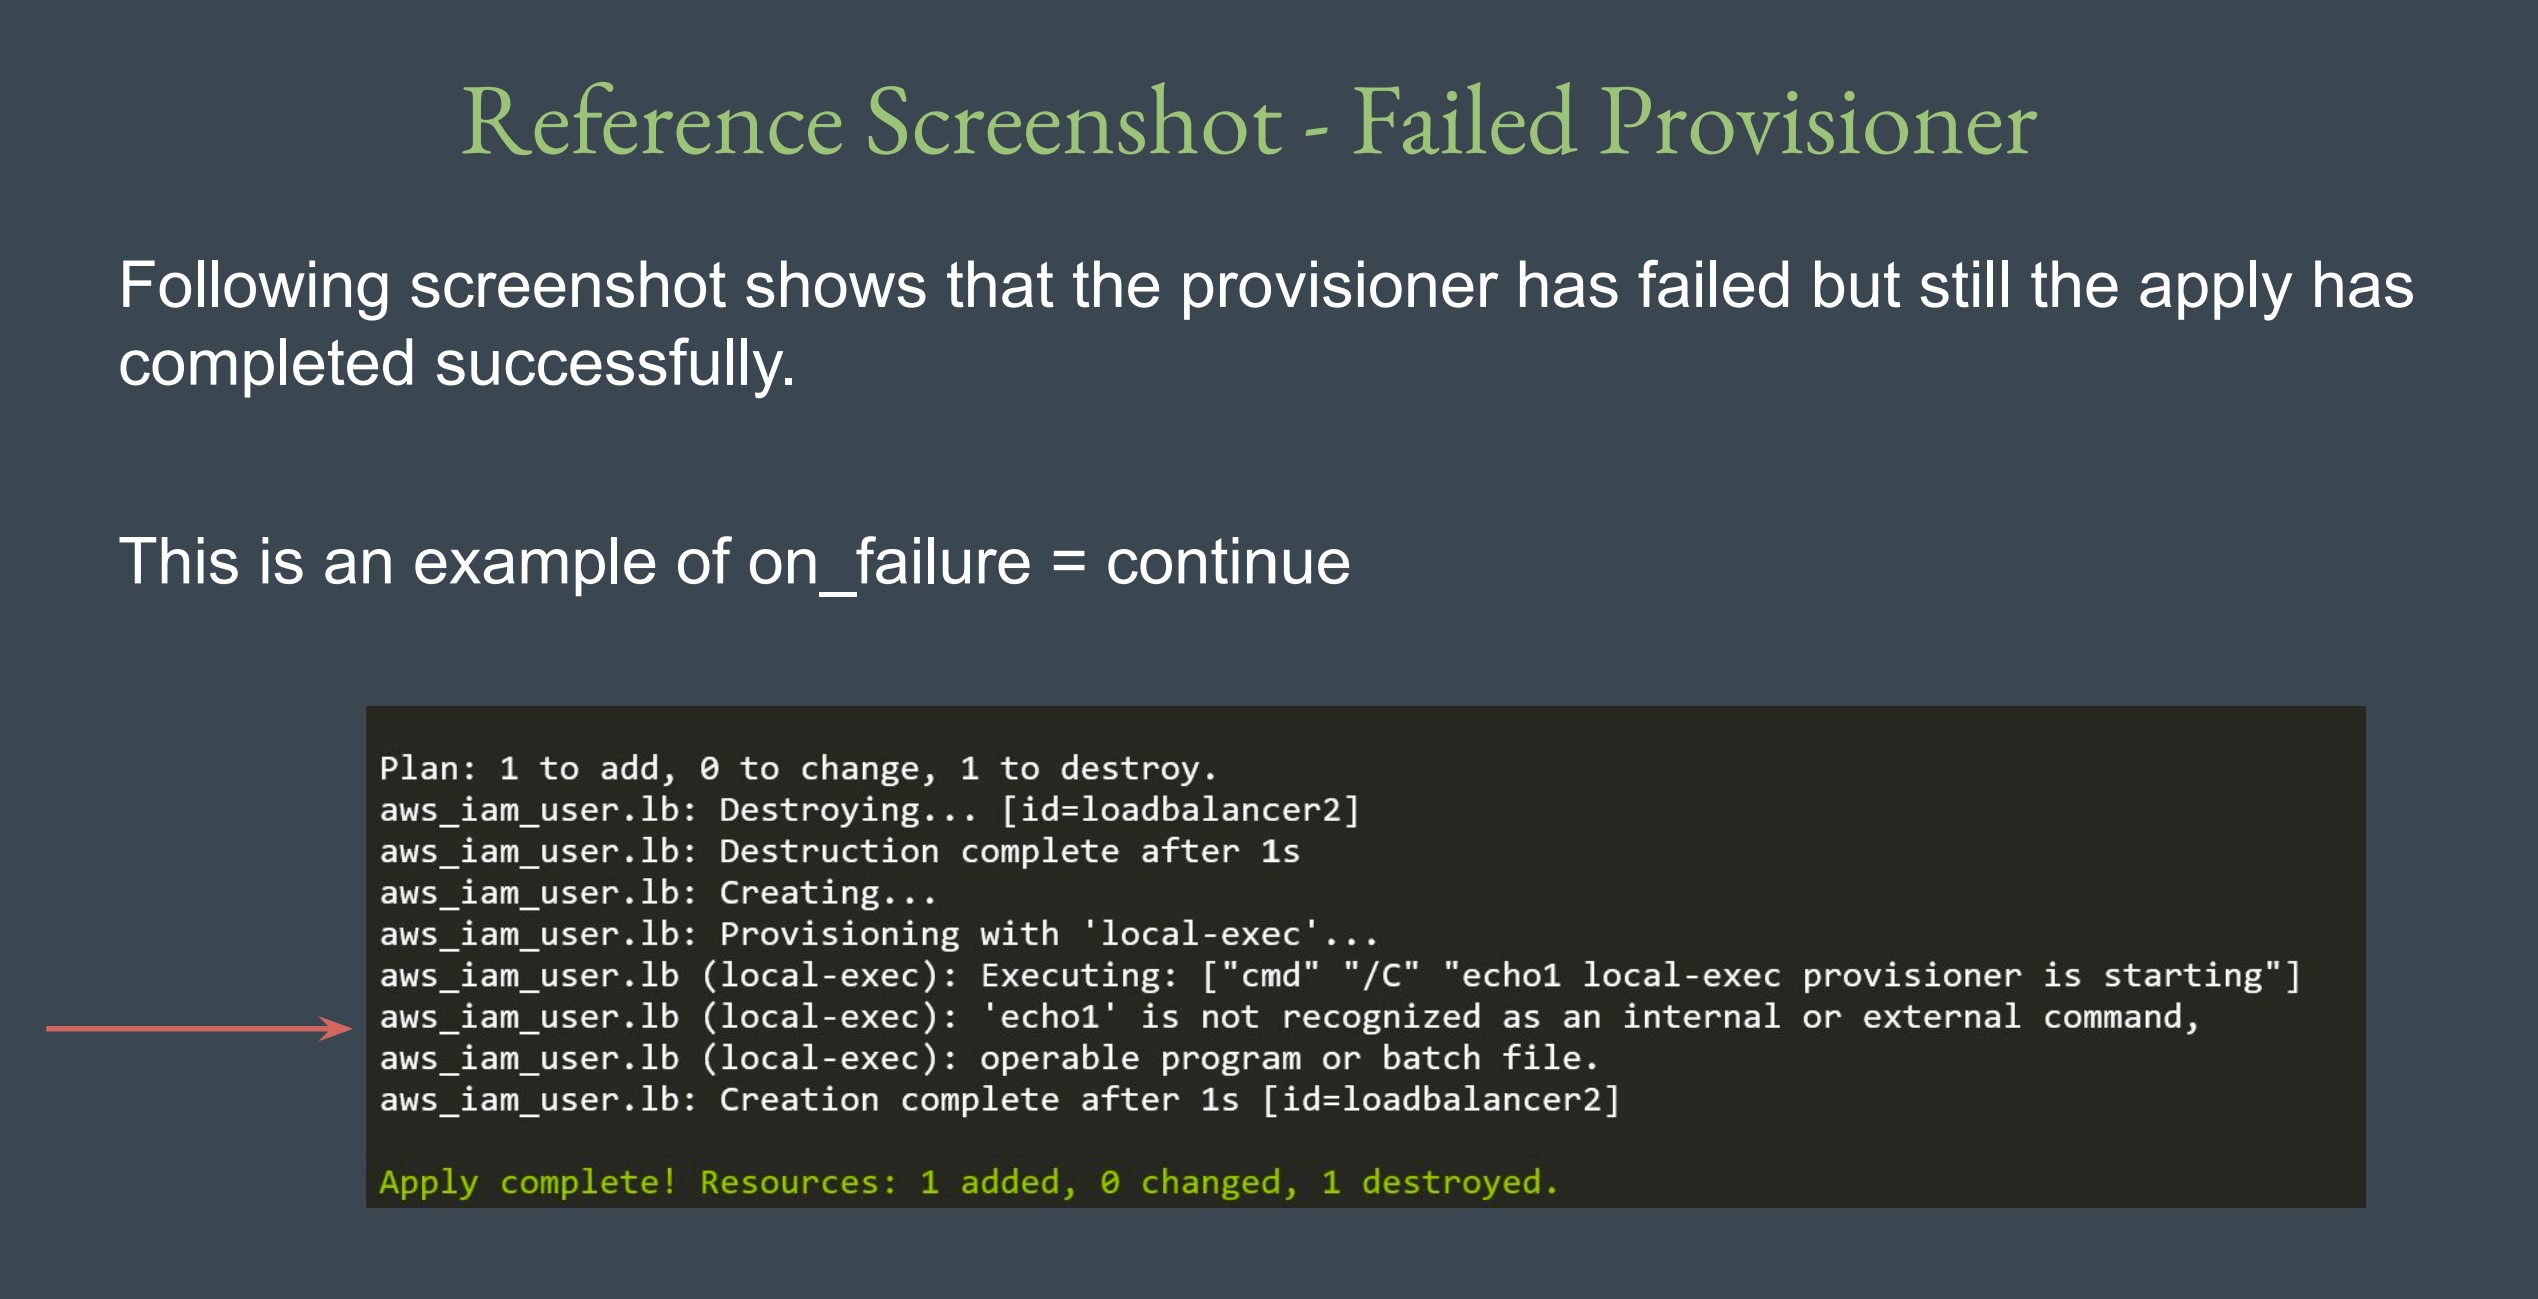 Reference Screenshot - Failed Provisioner
Following screenshot shows that the provisioner has failed but still the apply has
completed successfully.
This is an example of on_failure = continue
Plan: 1 to add, 0 to change, 1 to destroy.
aws_iam_user.lb: Destroying... [id=loadbalancer2]
aws_iam_user.lb: Destruction complete after 1s
aws_iam_user.lb: Creating...
aws_iam_user.lb: Provisioning with 'local-exec'...
aws_iam_user.lb (local-exec): Executing: ["cmd" "/C" "echo1 local-exec provisioner is starting"]
aws_iam_user.lb (local-exec): 'echo1' is not recognized as an internal or external command,
aws_iam_user.lb (local-exec): operable program or batch file.
aws_iam_user.lb: Creation complete after 1s [id=loadbalancer2]
Apply complete! Resources: 1 added, 0 changed, 1 destroyed.